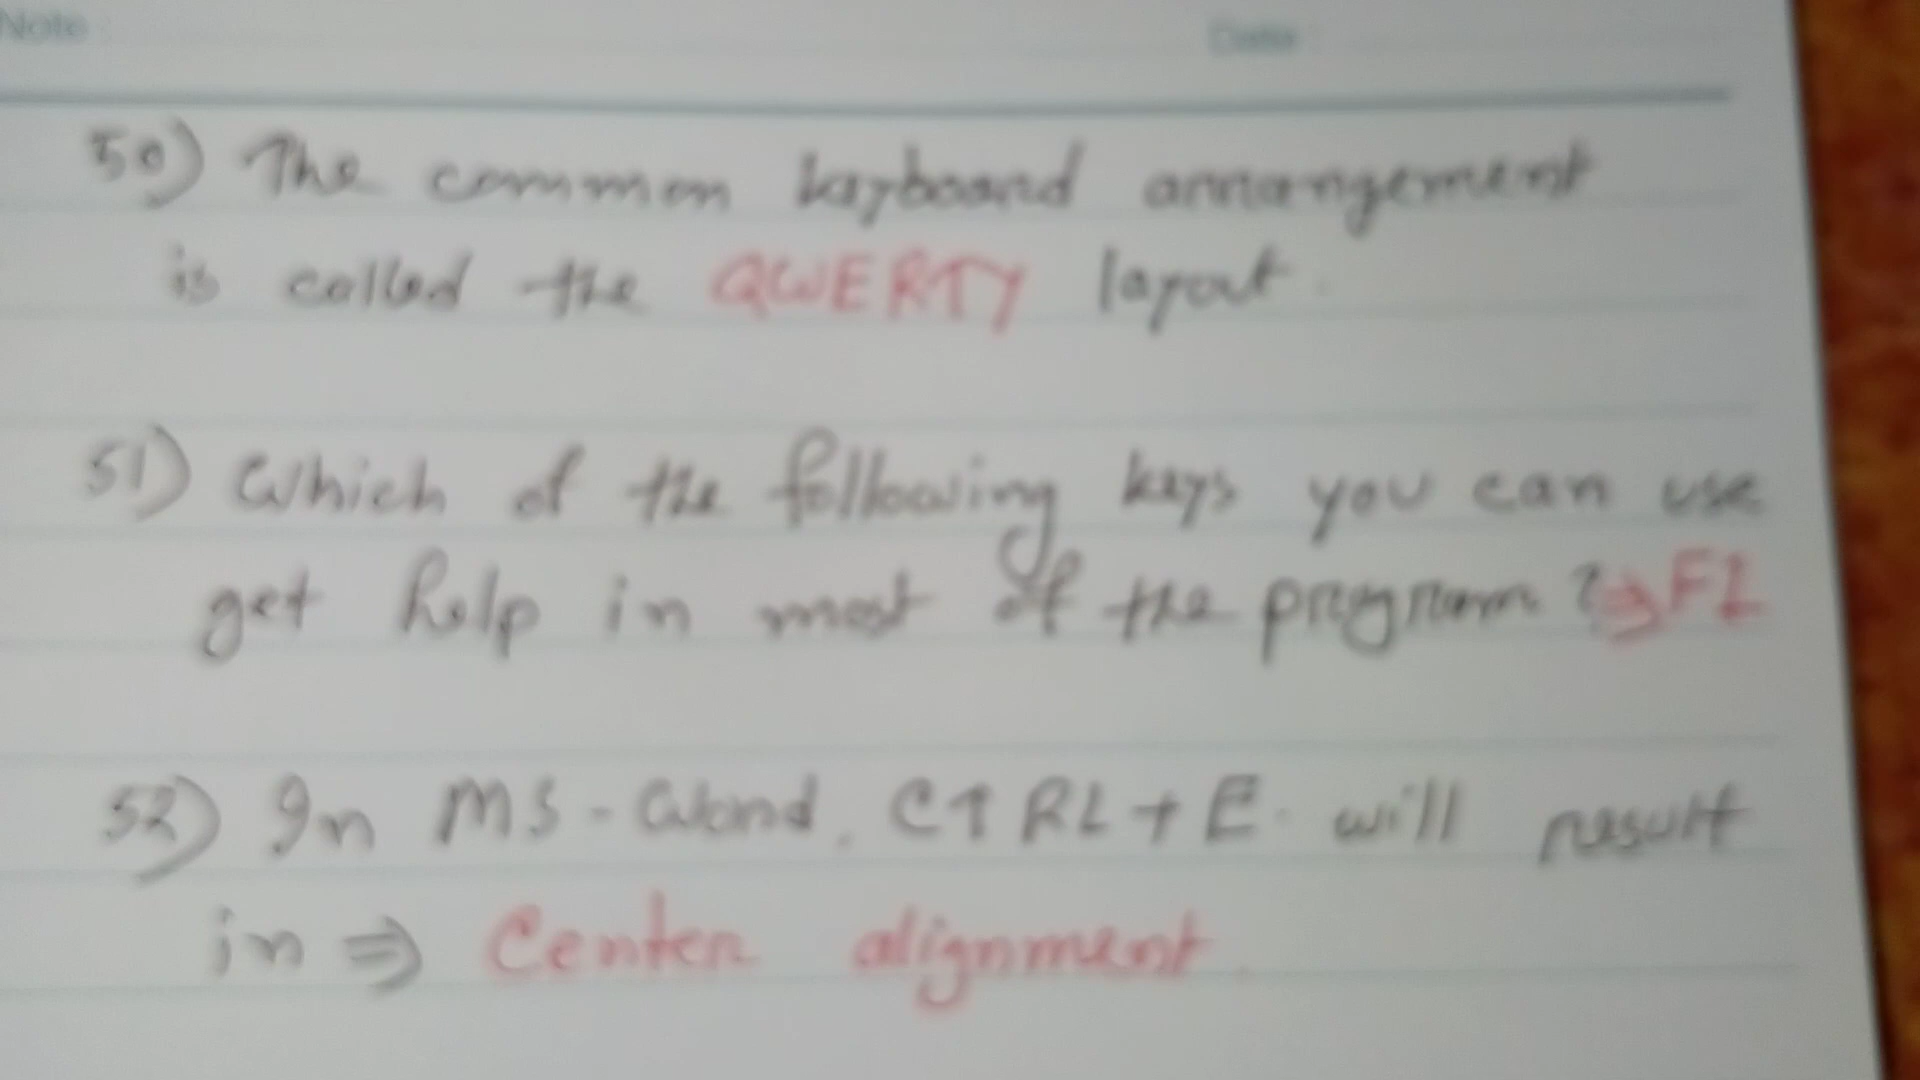 Note
Date
50) The common keyboard arrangement
is called the QWERTY layout.
51) Which of the following keys you can use
get help in most of the program? → F1
52) In MS-Word, CTRL+E will result
in ⇒ Center alignment